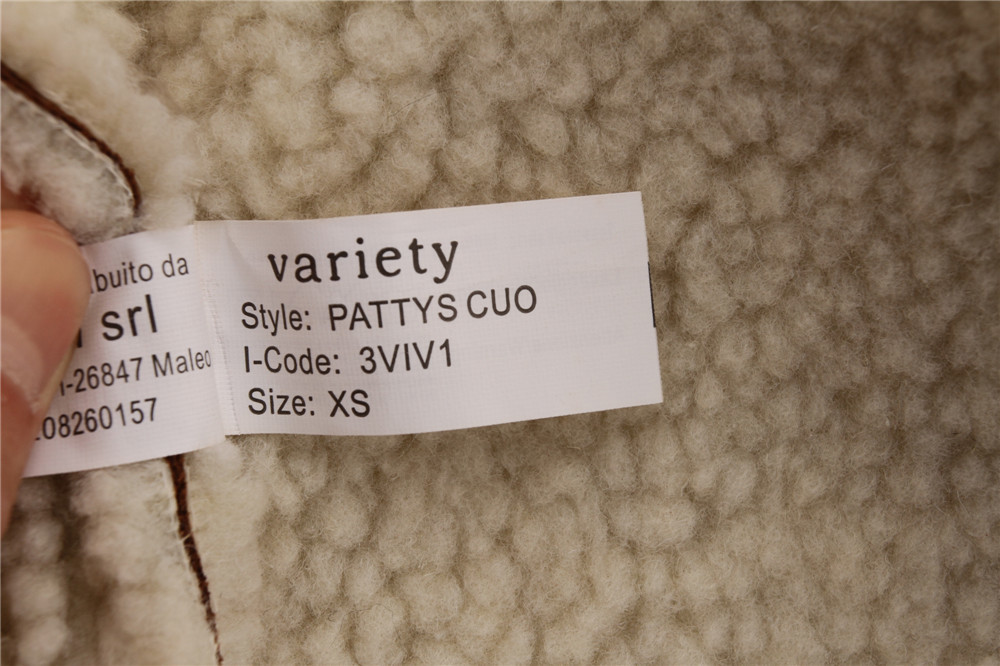 buito da
srl
I-26847 Maleo
08260157
variety
Style: PATTYS CUO
I-Code: 3VIV1
Size: XS